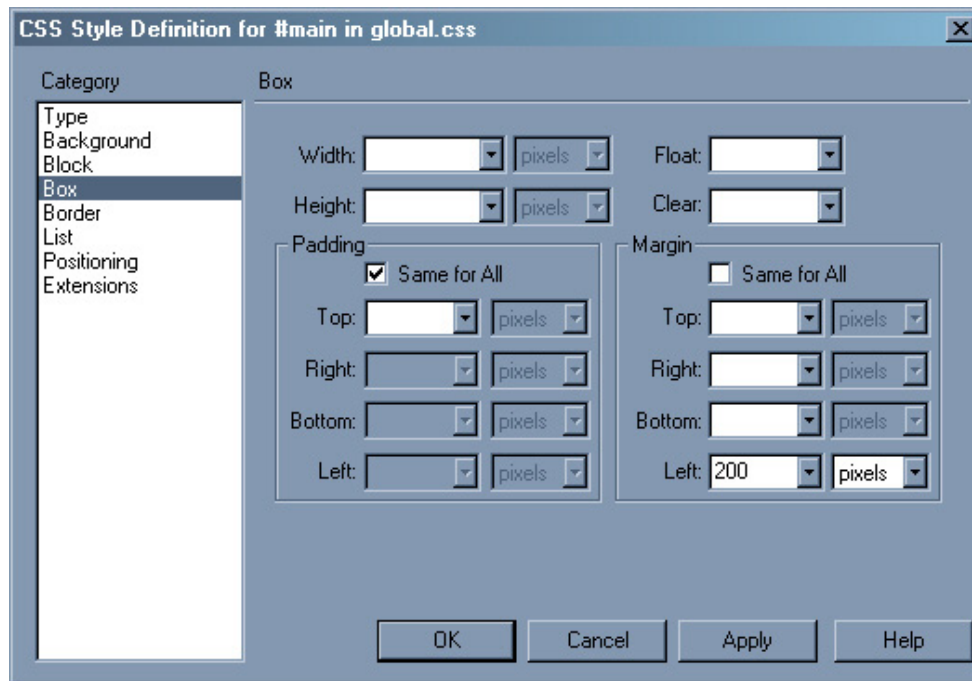 CSS Style Definition for #main in global.css
Category
Box
Type
Background
Block
Box
Border
List
Positioning
Extensions
Width: pixels Float:
Height: pixels Clear:
Padding
Same for All
Top: pixels
Right: pixels
Bottom: pixels
Left: pixels
Margin
Same for All
Top: pixels
Right: pixels
Bottom: pixels
Left: 200 pixels
OK Cancel Apply Help